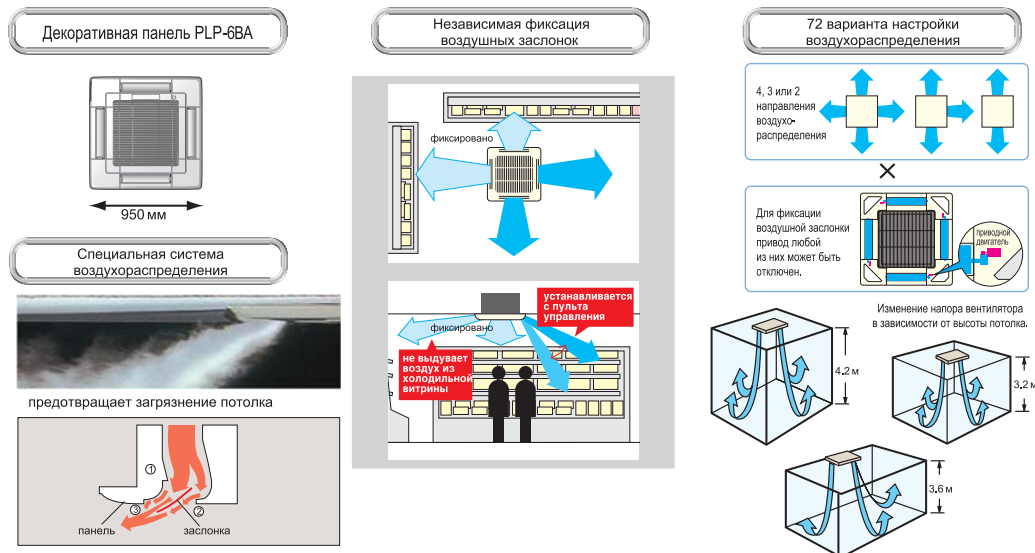 Декоративная панель PLP-6BA
950 мм
Специальная система
воздухораспределения
предотвращает загрязнение потолка
①
③
②
панель
заслонка
Независимая фиксация
воздушных заслонок
фиксировано
устанавливается
с пульта
управления
фиксировано
не выдувает
воздух из
холодильной
витрины
72 варианта настройки
воздухораспределения
4, 3 или 2
направления
воздухо-
распределения
×
Для фиксации
воздушной заслонки
привод любой
из них может быть
отключен.
приводной
двигатель
Изменение напора вентилятора
в зависимости от высоты потолка.
4.2 м
3.2 м
3.6 м